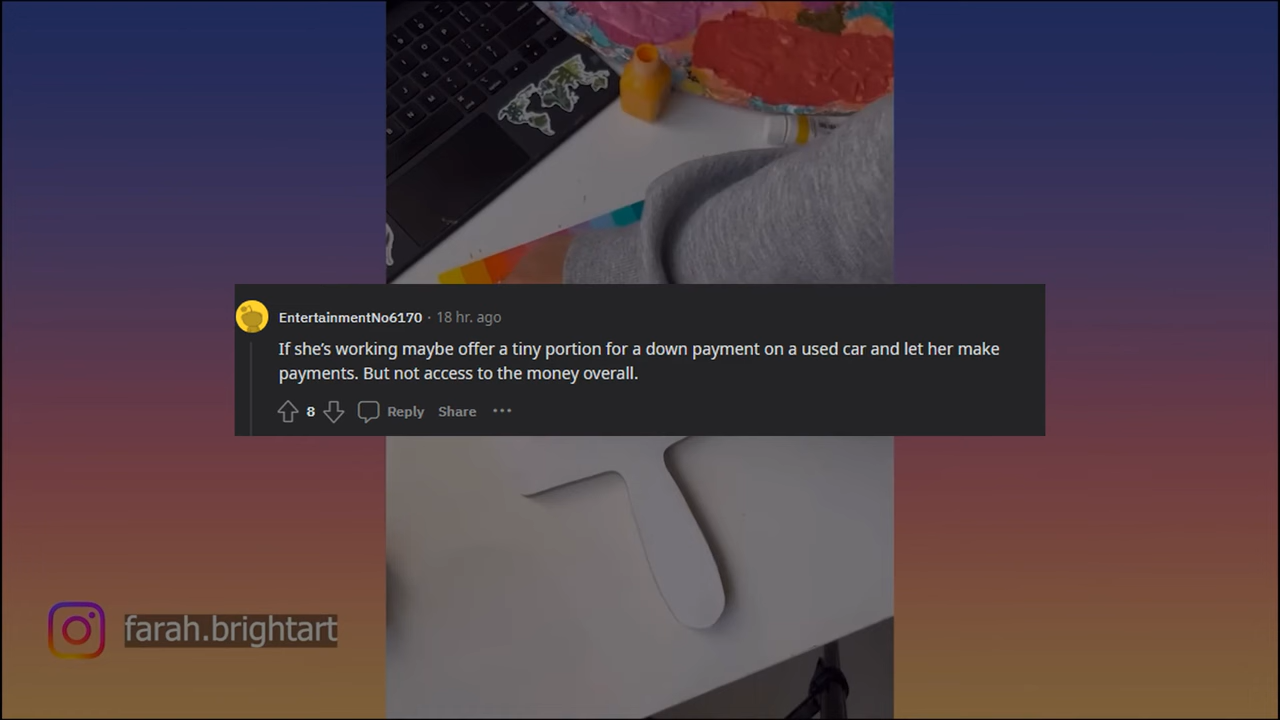 EntertainmentNo6170 · 18 hr. ago
If she’s working maybe offer a tiny portion for a down payment on a used car and let her make
payments. But not access to the money overall.
8 Reply Share ···
farah.brightart